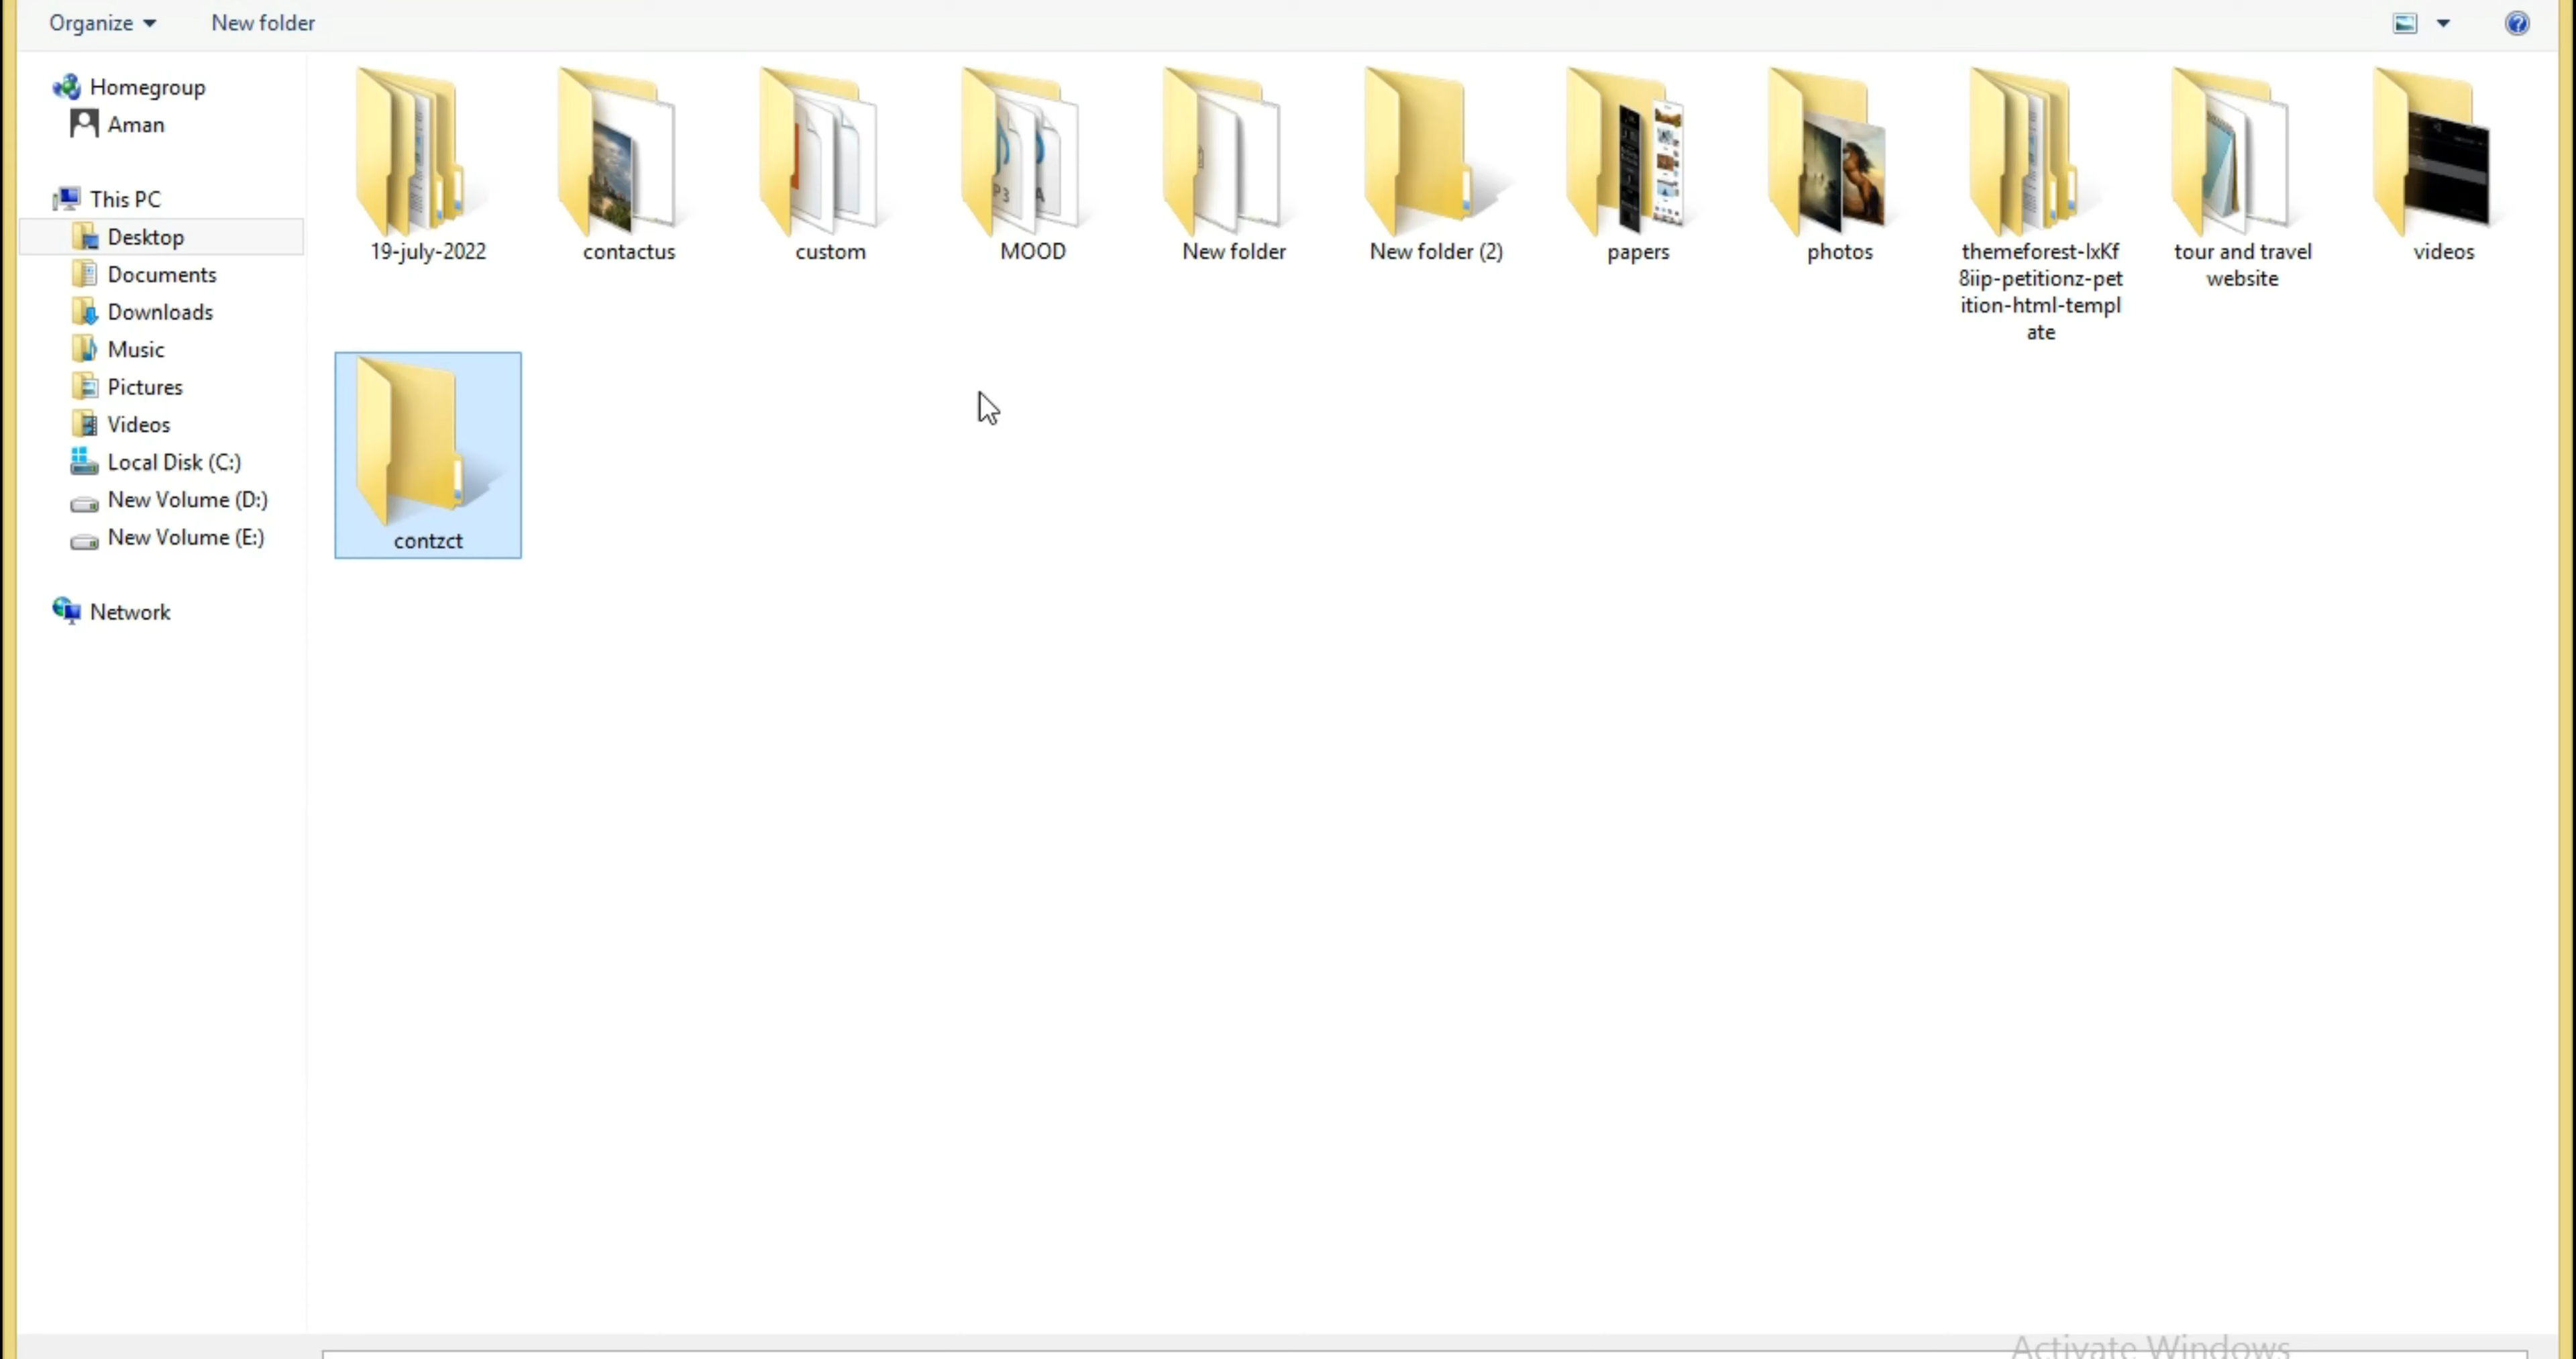 Organize New folder
Homegroup
Aman
This PC
Desktop
Documents
Downloads
Music
Pictures
Videos
Local Disk (C:)
New Volume (D:)
New Volume (E:)
Network
19-july-2022
contactus
custom
P3 A
MOOD
New folder
New folder (2)
papers
photos
themeforest-lxKf
8iip-petitionz-pet
ition-html-templ
ate
tour and travel
website
videos
contzct
Activate Windows